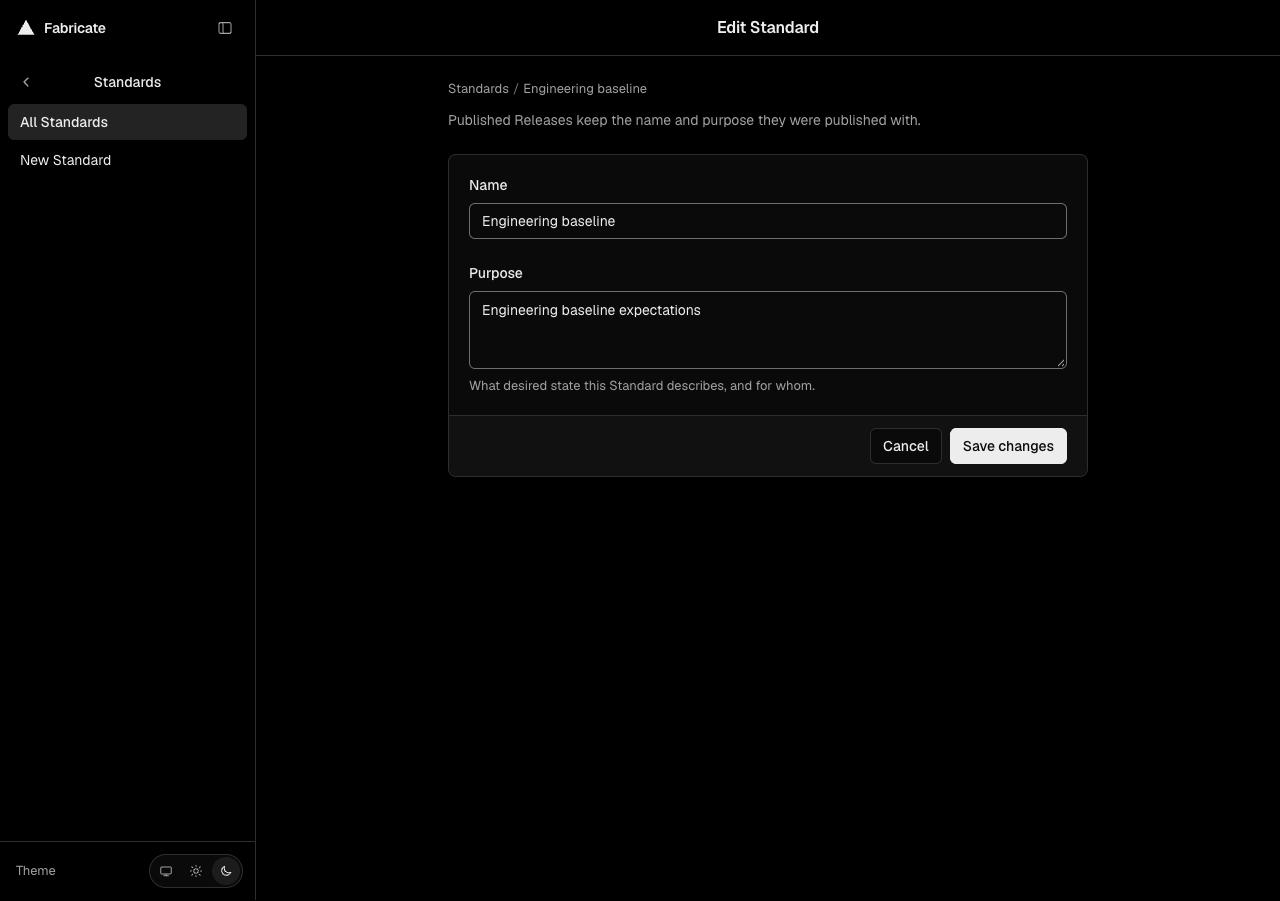 Fabricate
Edit Standard
Standards
All Standards
New Standard
Standards / Engineering baseline
Published Releases keep the name and purpose they were published with.
Name
Engineering baseline
Purpose
Engineering baseline expectations
What desired state this Standard describes, and for whom.
Cancel
Save changes
Theme